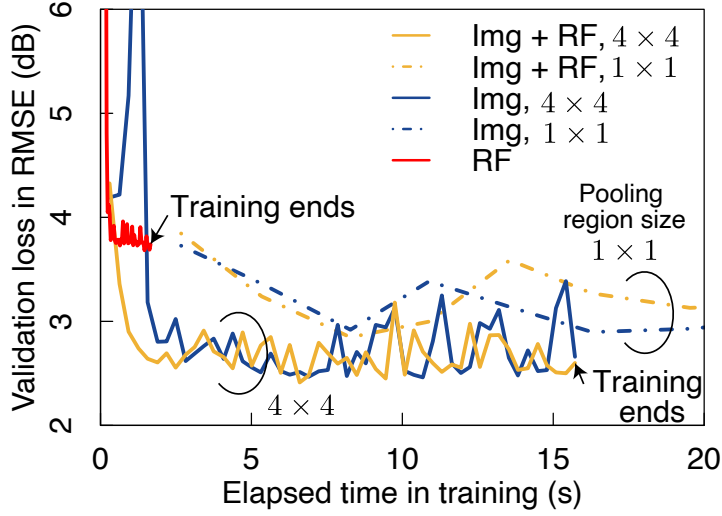 6
5
4
3
2
0
5
10
15
20
Validation loss in RMSE (dB)
Elapsed time in training (s)
Img + RF, 4 × 4
Img + RF, 1 × 1
Img, 4 × 4
Img, 1 × 1
RF
Training ends
Pooling
region size
1 × 1
4 × 4
Training
ends